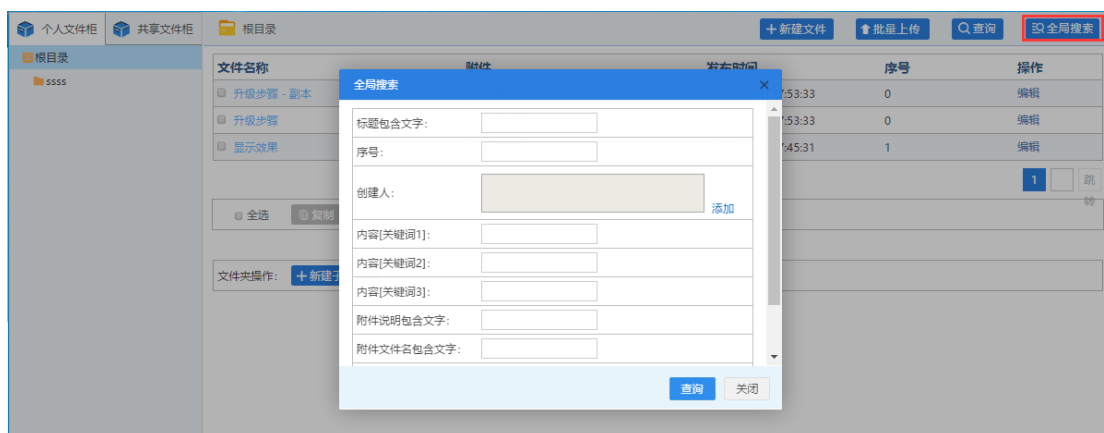 个人文件柜 共享文件柜 根目录 新建文件 批量上传 查询 全局搜索
根目录
ssss
文件名称 附件 发布时间 序号 操作
升级步骤 - 副本 :53:33 0 编辑
升级步骤 :53:33 0 编辑
显示效果 :45:31 1 编辑
1 跳转
全选 复制
文件夹操作: 新建子
全局搜索
标题包含文字:
序号:
创建人: 添加
内容[关键词1]:
内容[关键词2]:
内容[关键词3]:
附件说明包含文字:
附件文件名包含文字:
查询 关闭